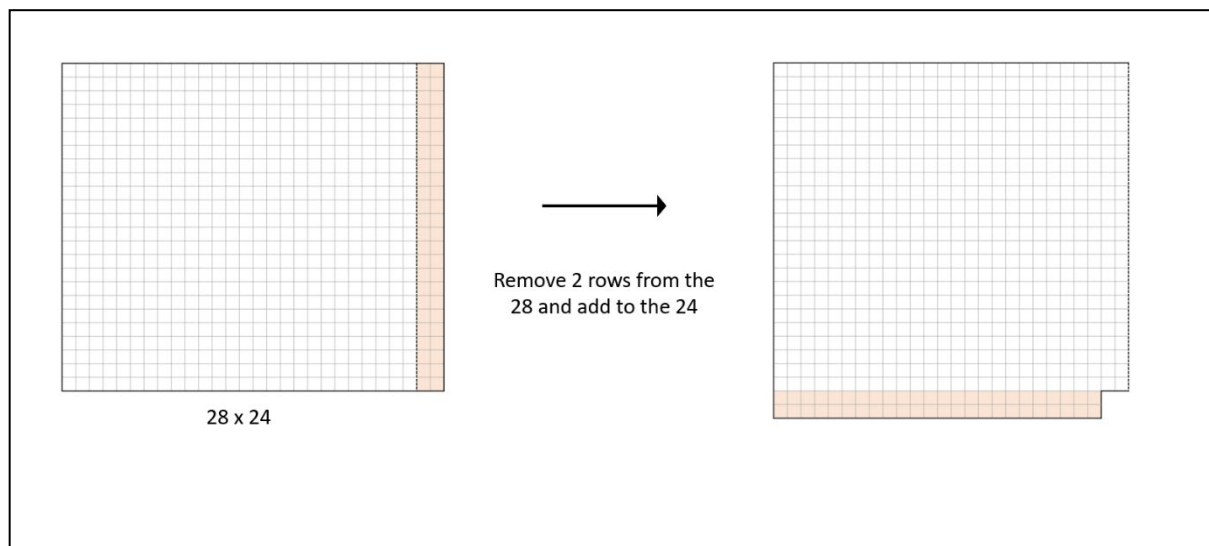 28 x 24
Remove 2 rows from the
28 and add to the 24